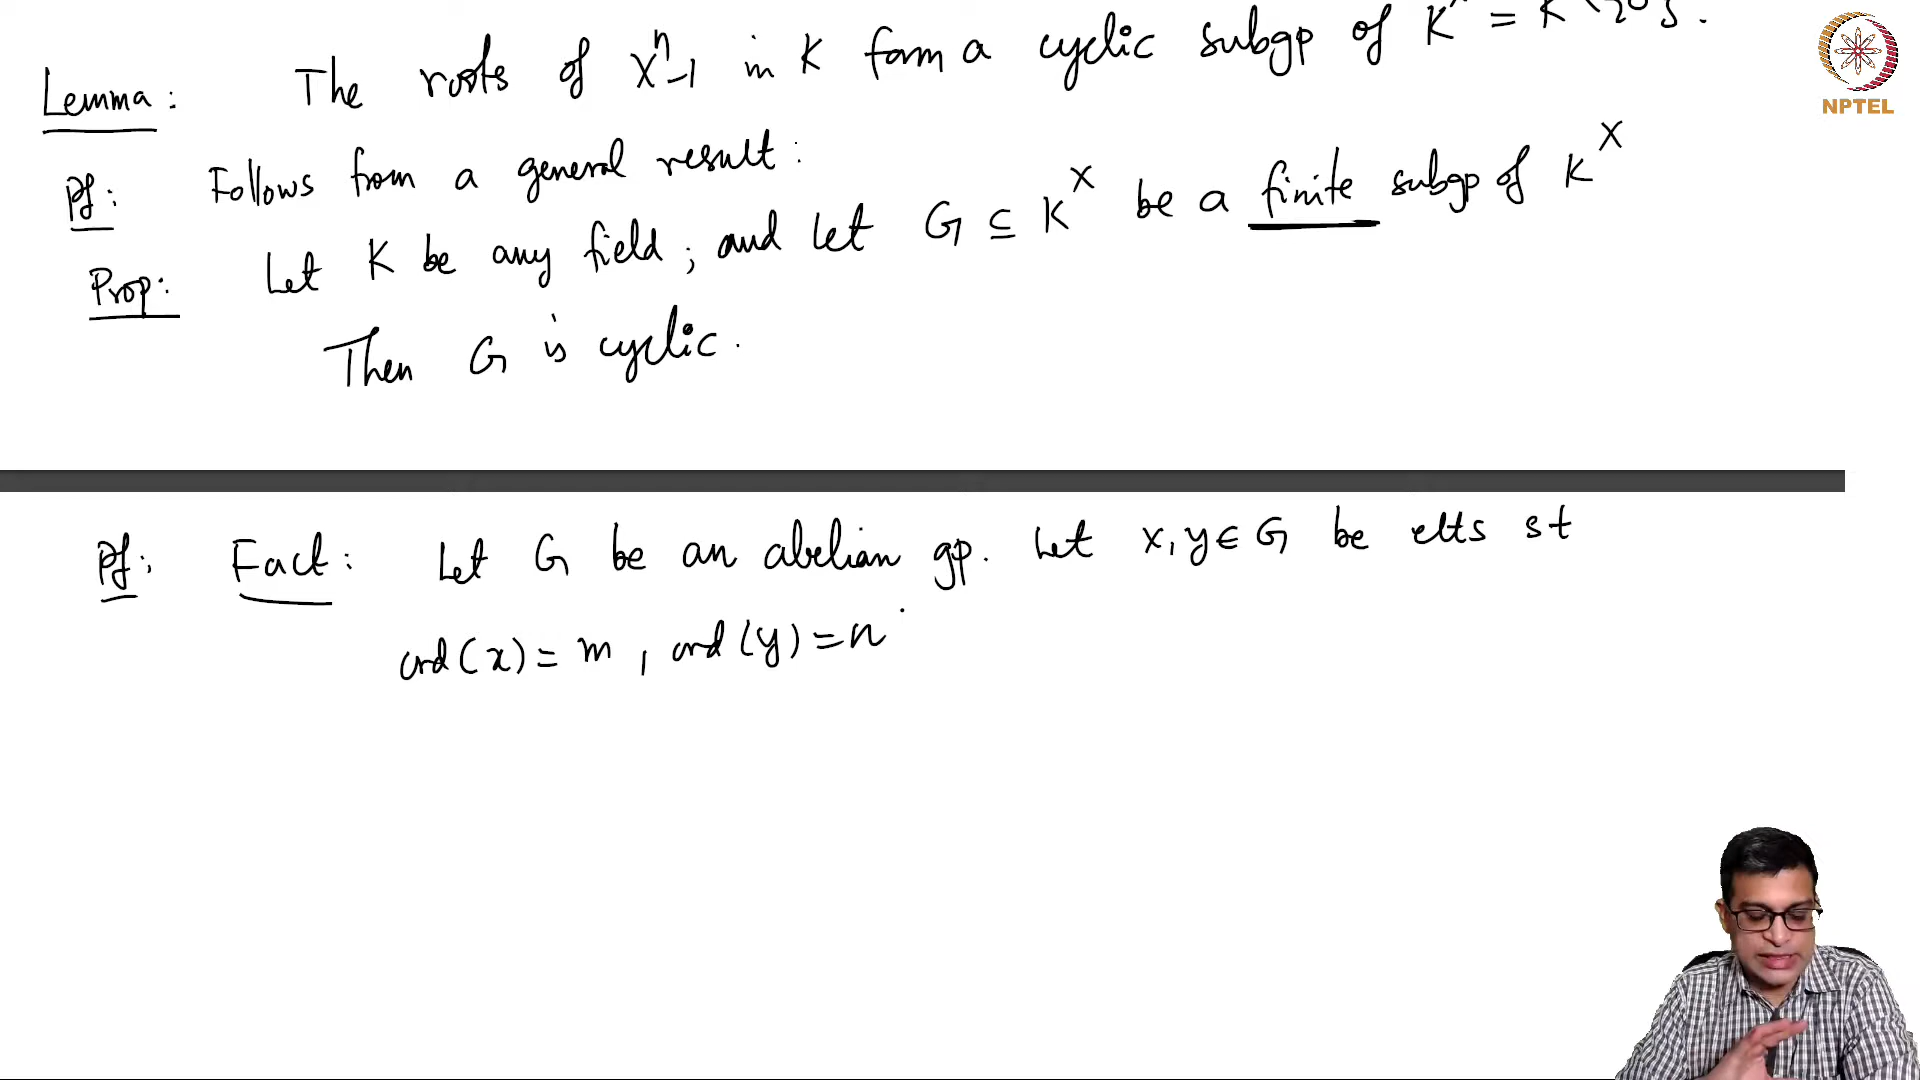 Lemma: The roots of X^n-1 in K form a cyclic subgp of K^x = K \ {0}.
NPTEL
Pf: Follows from a general result:
Prop: Let K be any field; and let G ⊆ K^x be a finite subgp of K^x
Then G is cyclic.
Pf: Fact: Let G be an abelian gp. Let x, y ∈ G be elts st
ord(x) = m, ord(y) = n